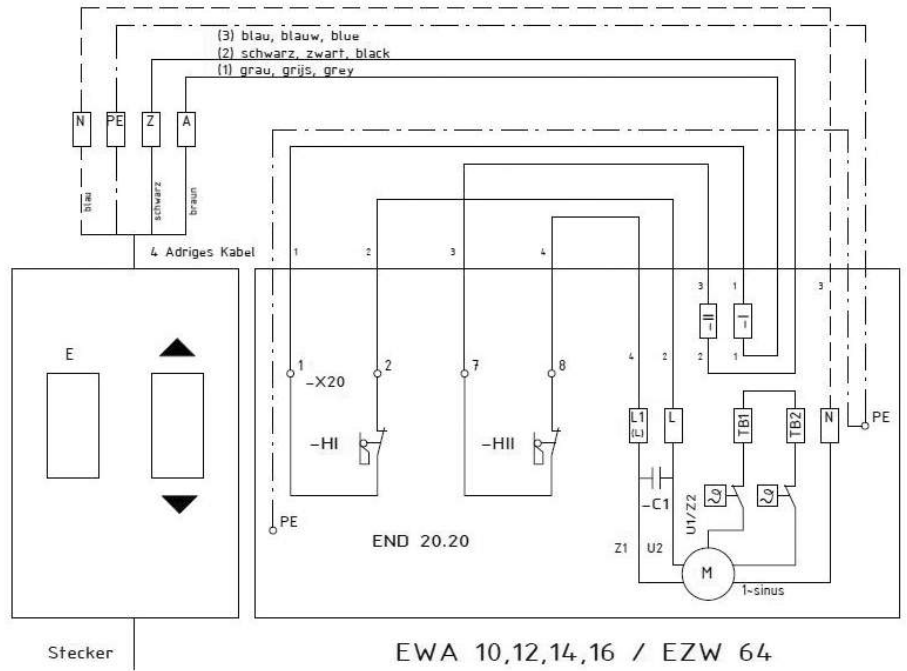 (3) blau, blauw, blue
(2) schwarz, zwart, black
(1) grau, grijs, grey
N PE Z A
blau schwarz braun
4 Adriges Kabel
1 2 3 4 3 1 3
-II -I
4 2 2 1
E
1 2 7 8
-X20
L1 (L) L TB1 TB2 N PE
-HI -HII
-C1
U1/Z2
PE
END 20.20
Z1 U2
M
1~sinus
Stecker
EWA 10,12,14,16 / EZW 64